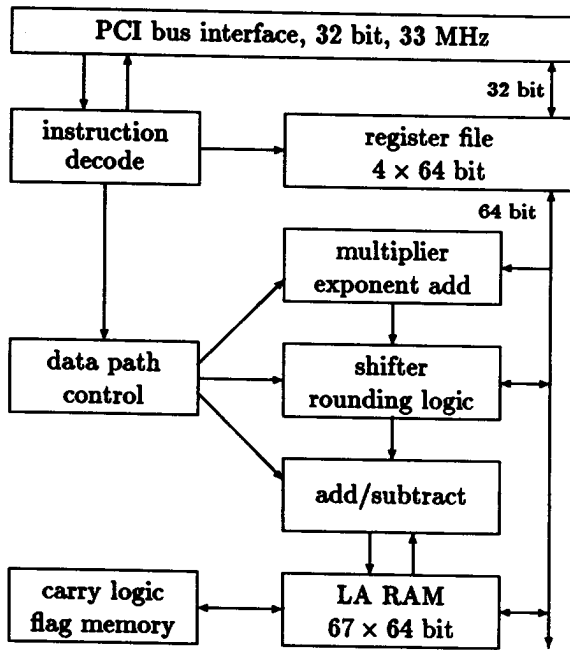 PCI bus interface, 32 bit, 33 MHz
32 bit
instruction
decode
register file
4 × 64 bit
64 bit
multiplier
exponent add
data path
control
shifter
rounding logic
add/subtract
carry logic
flag memory
LA RAM
67 × 64 bit